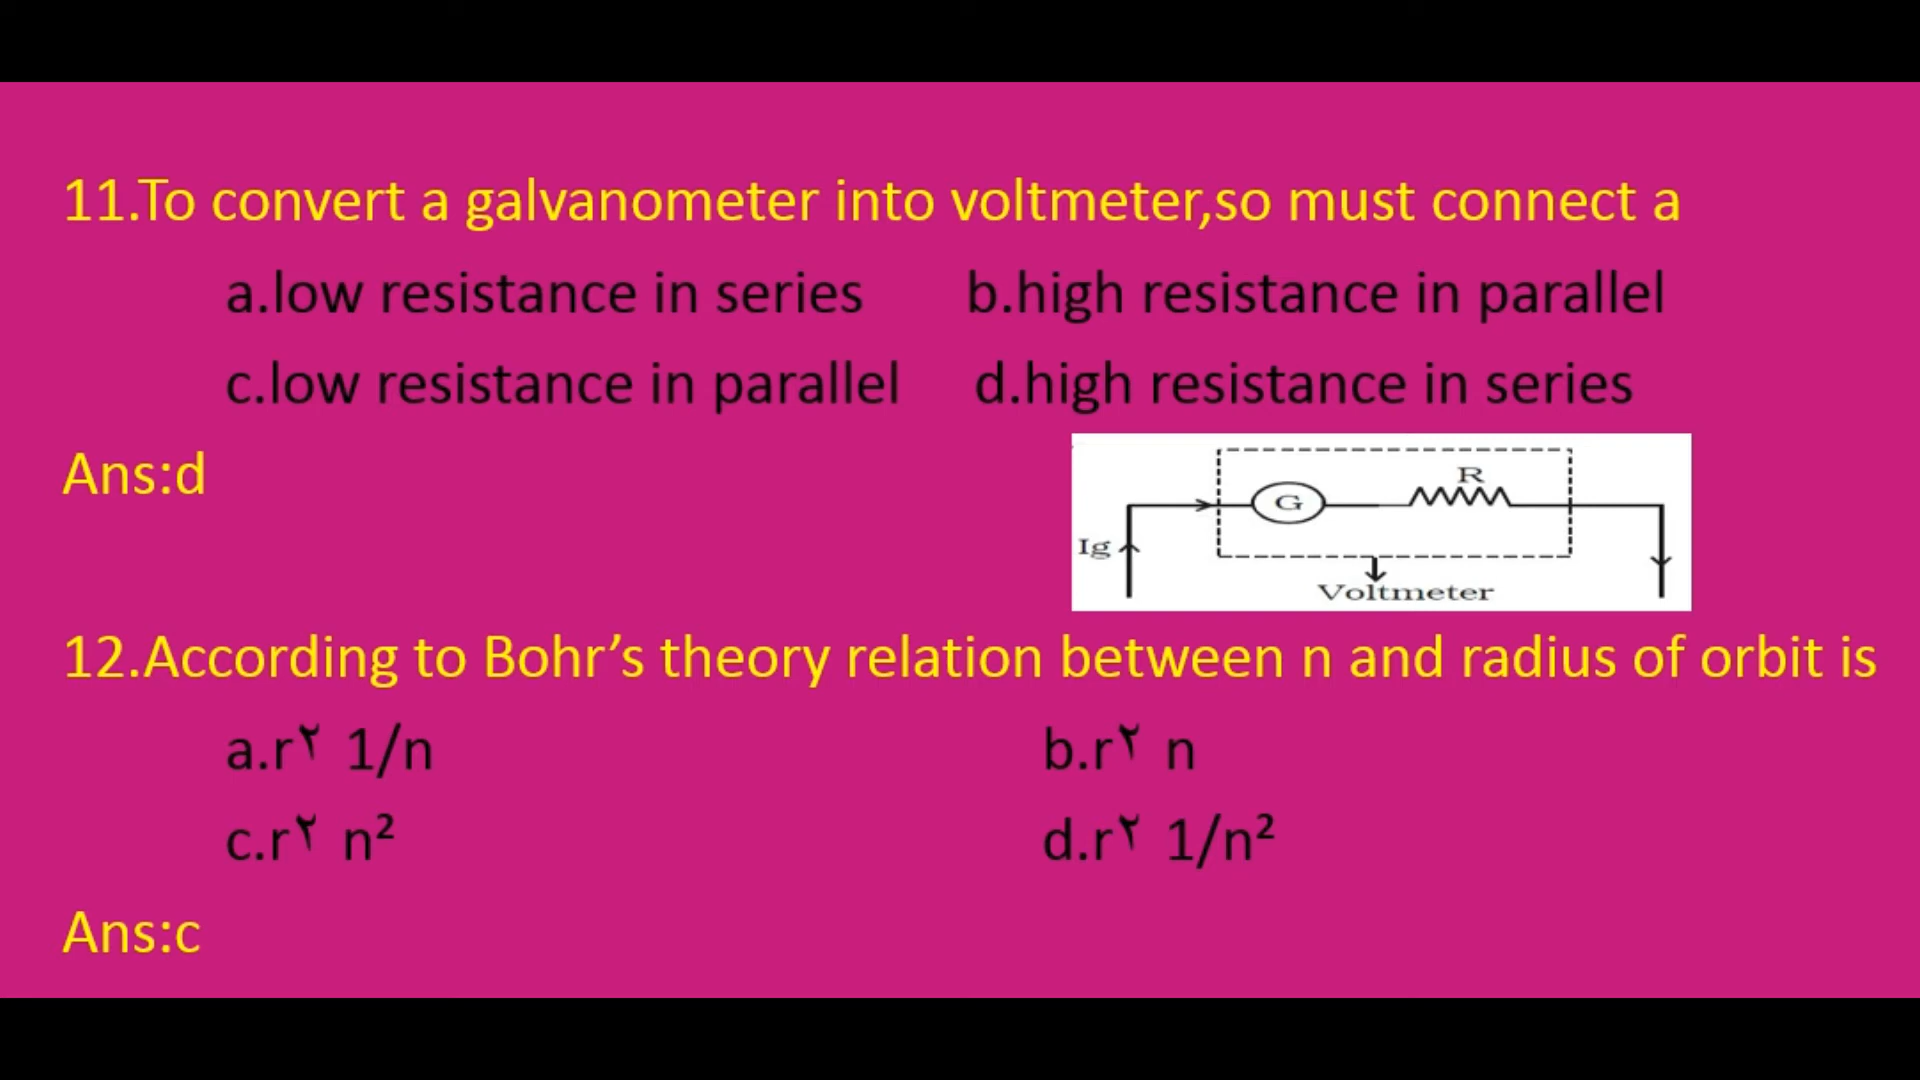 11.To convert a galvanometer into voltmeter,so must connect a
a.low resistance in series b.high resistance in parallel
c.low resistance in parallel d.high resistance in series
Ans:d
R
G
Ig
Voltmeter
12.According to Bohr’s theory relation between n and radius of orbit is
a.r٢ 1/n b.r٢ n
c.r٢ n² d.r٢ 1/n²
Ans:c